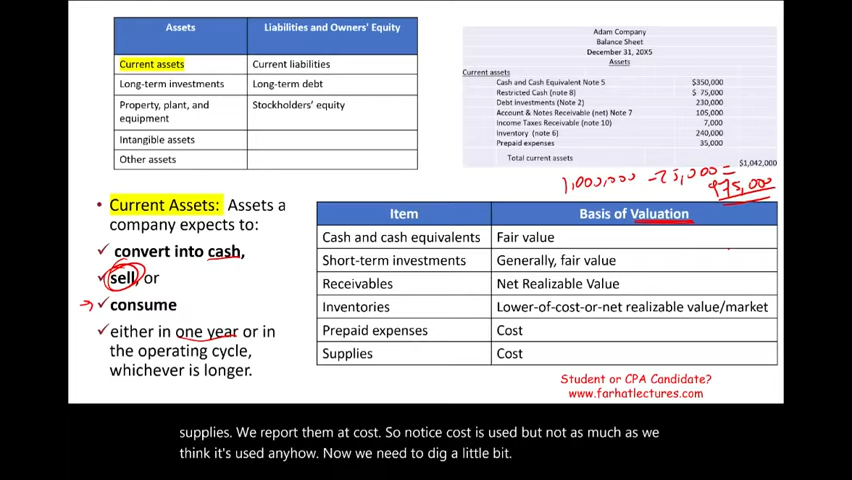 Assets Liabilities and Owners' Equity
Current assets Current liabilities
Long-term investments Long-term debt
Property, plant, and equipment Stockholders' equity
Intangible assets
Other assets
Adam Company
Balance Sheet
December 31, 20X5
Assets
Current assets
Cash and Cash Equivalent Note 5 $350,000
Restricted Cash (note 8) $ 75,000
Debt investments (Note 2) 230,000
Account & Notes Receivable (net) Note 7 105,000
Income Taxes Receivable (note 10) 7,000
Inventory (note 6) 240,000
Prepaid expenses 35,000
Total current assets $1,042,000
1,000,000 -25,000 =
975,000
• Current Assets: Assets a
company expects to:
✓ convert into cash,
✓ sell, or
→ ✓ consume
✓ either in one year or in
the operating cycle,
whichever is longer.
Item Basis of Valuation
Cash and cash equivalents Fair value
Short-term investments Generally, fair value
Receivables Net Realizable Value
Inventories Lower-of-cost-or-net realizable value/market
Prepaid expenses Cost
Supplies Cost
Student or CPA Candidate?
www.farhatlectures.com
supplies. We report them at cost. So notice cost is used but not as much as we
think it's used anyhow. Now we need to dig a little bit.